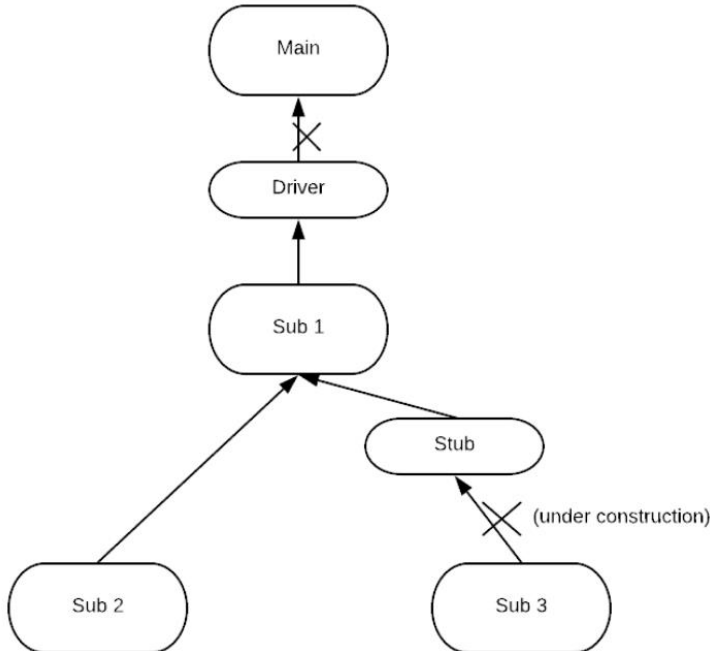 Main
Driver
Sub 1
Stub
(under construction)
Sub 2
Sub 3